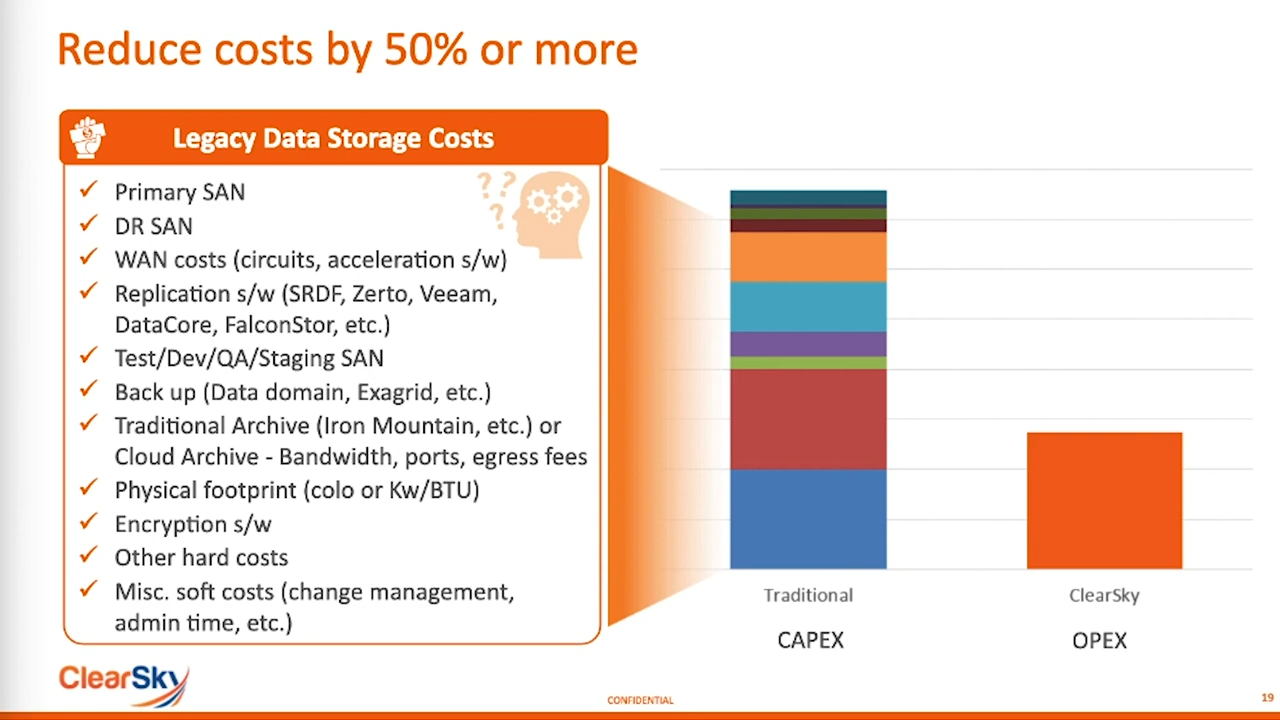 Reduce costs by 50% or more
Legacy Data Storage Costs
Primary SAN
DR SAN
WAN costs (circuits, acceleration s/w)
Replication s/w (SRDF, Zerto, Veeam,
DataCore, FalconStor, etc.)
Test/Dev/QA/Staging SAN
Back up (Data domain, Exagrid, etc.)
Traditional Archive (Iron Mountain, etc.) or
Cloud Archive - Bandwidth, ports, egress fees
Physical footprint (colo or Kw/BTU)
Encryption s/w
Other hard costs
Misc. soft costs (change management,
admin time, etc.)
Traditional
ClearSky
CAPEX
OPEX
ClearSky
CONFIDENTIAL
19